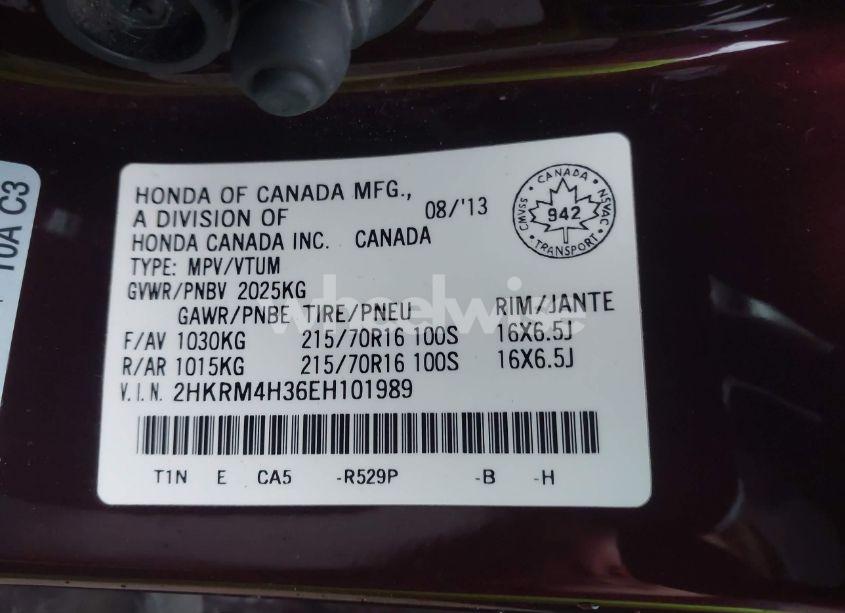 HONDA OF CANADA MFG.,
A DIVISION OF 08/'13
HONDA CANADA INC. CANADA
TYPE: MPV/VTUM
GVWR/PNBV 2025KG
GAWR/PNBE TIRE/PNEU RIM/JANTE
F/AV 1030KG 215/70R16 100S 16X6.5J
R/AR 1015KG 215/70R16 100S 16X6.5J
V.I.N. 2HKRM4H36EH101989
T1N E CA5 -R529P -B -H
CANADA
CMVSS 942 NSVAC
TRANSPORT
10A C3
wheelwise